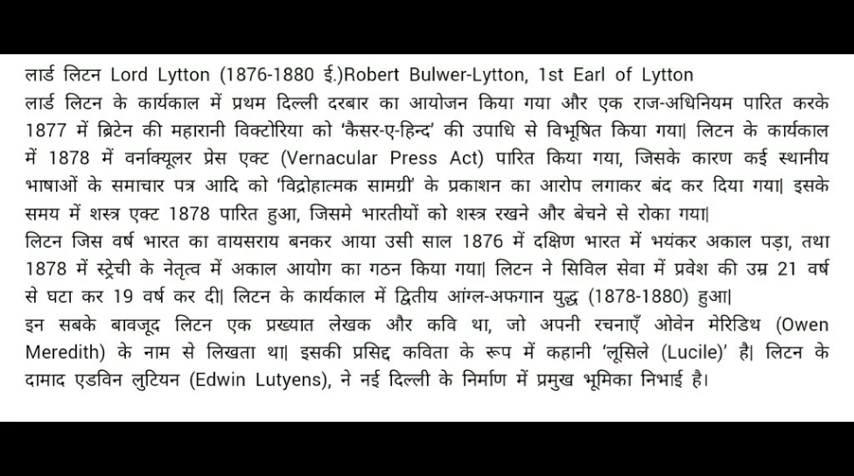 लार्ड लिटन Lord Lytton (1876-1880 ई.)Robert Bulwer-Lytton, 1st Earl of Lytton
लार्ड लिटन के कार्यकाल में प्रथम दिल्ली दरबार का आयोजन किया गया और एक राज-अधिनियम पारित करके
1877 में ब्रिटेन की महारानी विक्टोरिया को ‘कैसर-ए-हिन्द’ की उपाधि से विभूषित किया गया| लिटन के कार्यकाल
में 1878 में वर्नाक्यूलर प्रेस एक्ट (Vernacular Press Act) पारित किया गया, जिसके कारण कई स्थानीय
भाषाओं के समाचार पत्र आदि को ‘विद्रोहात्मक सामग्री’ के प्रकाशन का आरोप लगाकर बंद कर दिया गया| इसके
समय में शस्त्र एक्ट 1878 पारित हुआ, जिसमे भारतीयों को शस्त्र रखने और बेचने से रोका गया|
लिटन जिस वर्ष भारत का वायसराय बनकर आया उसी साल 1876 में दक्षिण भारत में भयंकर अकाल पड़ा, तथा
1878 में स्ट्रेची के नेतृत्व में अकाल आयोग का गठन किया गया| लिटन ने सिविल सेवा में प्रवेश की उम्र 21 वर्ष
से घटा कर 19 वर्ष कर दी| लिटन के कार्यकाल में द्वितीय आंग्ल-अफगान युद्ध (1878-1880) हुआ|
इन सबके बावजूद लिटन एक प्रख्यात लेखक और कवि था, जो अपनी रचनाएँ ओवेन मेरिडिथ (Owen
Meredith) के नाम से लिखता था| इसकी प्रसिद्द कविता के रूप में कहानी ‘लूसिले (Lucile)’ है| लिटन के
दामाद एडविन लुटियन (Edwin Lutyens), ने नई दिल्ली के निर्माण में प्रमुख भूमिका निभाई है।